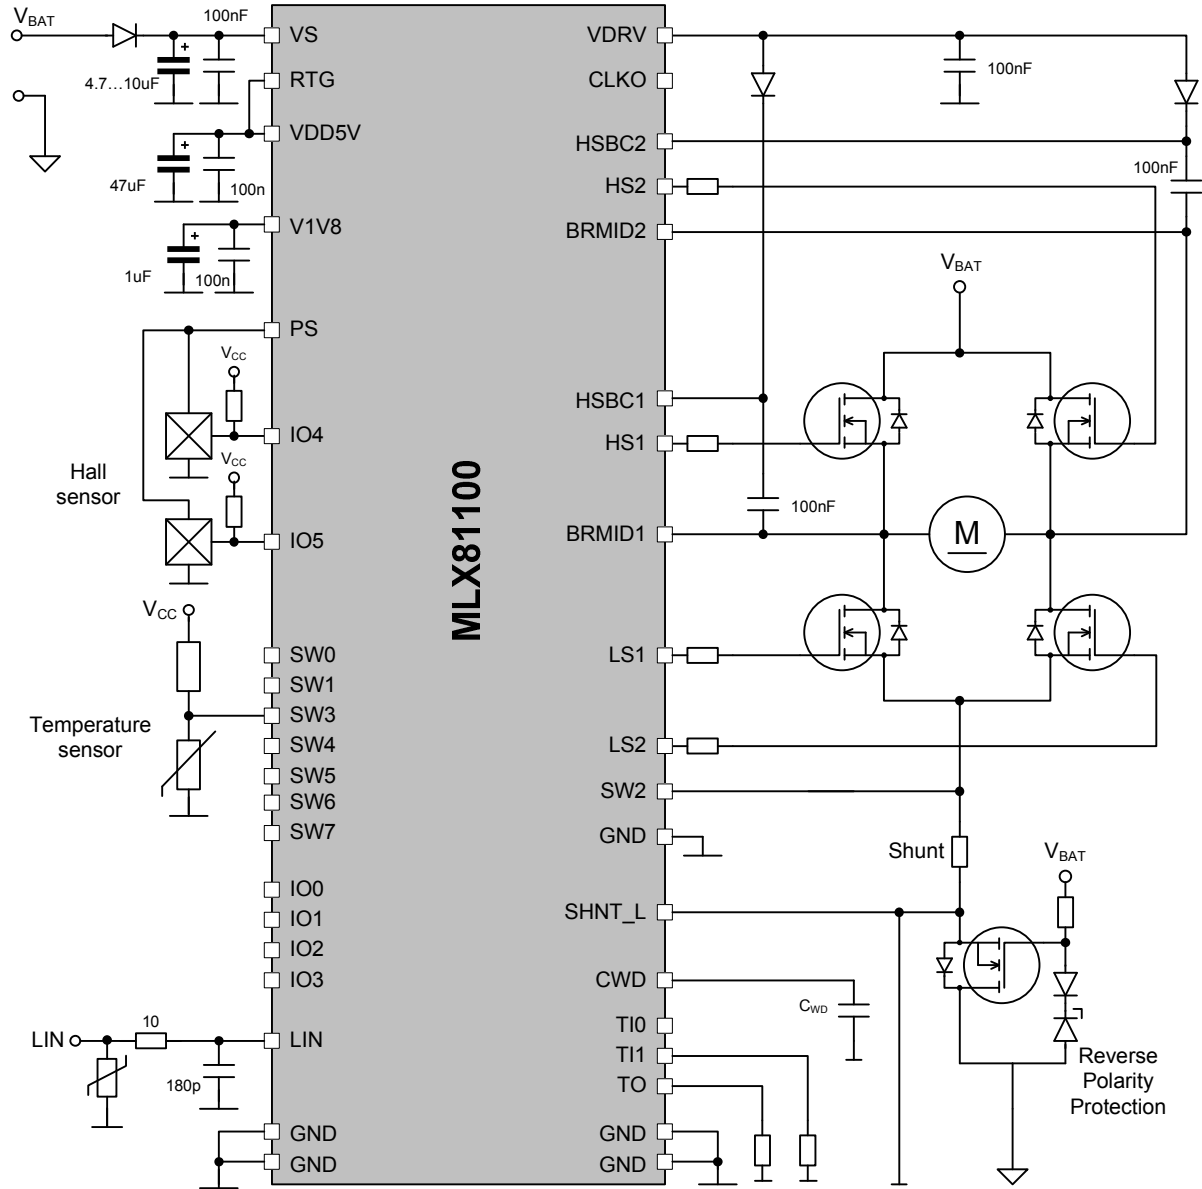 VBAT
100nF
4.7...10uF
47uF
100n
1uF
100n
VCC
VCC
Hall
sensor
VCC
Temperature
sensor
LIN
10
180p
VS
RTG
VDD5V
V1V8
PS
IO4
IO5
SW0
SW1
SW3
SW4
SW5
SW6
SW7
IO0
IO1
IO2
IO3
LIN
GND
GND
MLX81100
VDRV
CLKO
HSBC2
HS2
BRMID2
HSBC1
HS1
BRMID1
LS1
LS2
SW2
GND
SHNT_L
CWD
TI0
TI1
TO
GND
GND
100nF
100nF
VBAT
100nF
M
Shunt
VBAT
CWD
Reverse
Polarity
Protection